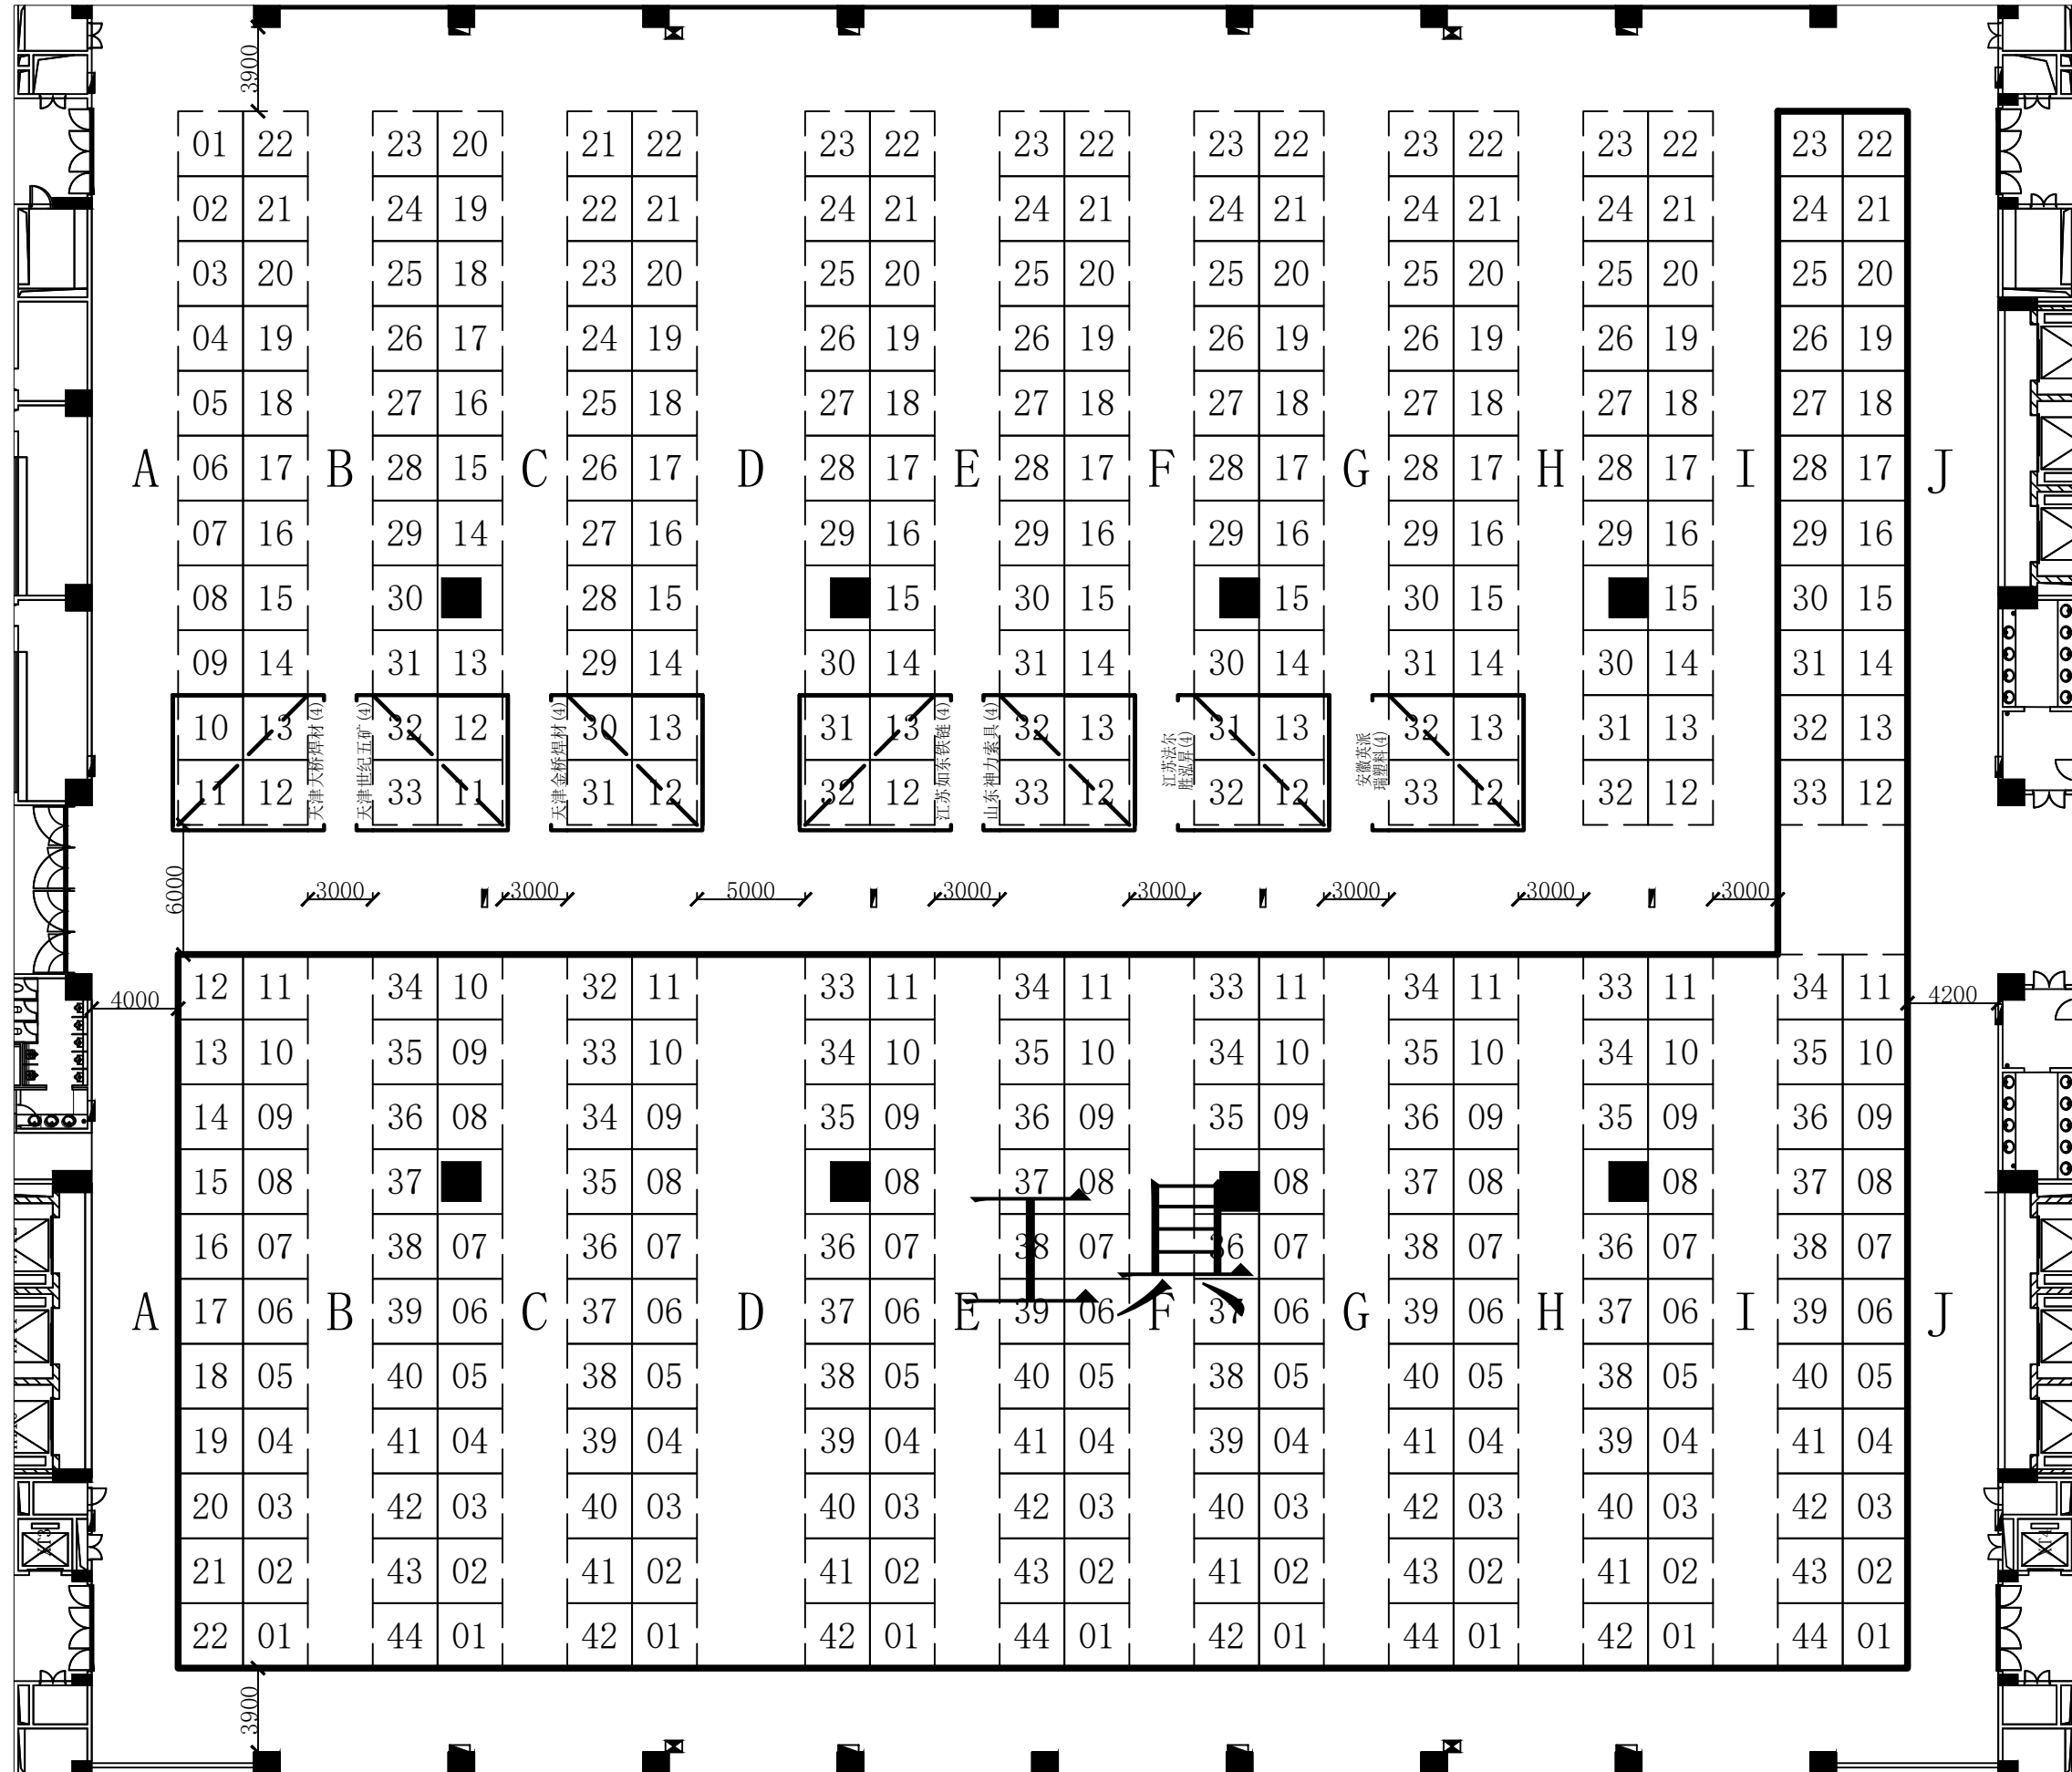 3900
01 22 23 20 21 22 23 22 23 22 23 22 23 22 23 22 23 22
02 21 24 19 22 21 24 21 24 21 24 21 24 21 24 21 24 21
03 20 25 18 23 20 25 20 25 20 25 20 25 20 25 20 25 20
04 19 26 17 24 19 26 19 26 19 26 19 26 19 26 19 26 19
05 18 27 16 25 18 27 18 27 18 27 18 27 18 27 18 27 18
A 06 17 B 28 15 C 26 17 D 28 17 E 28 17 F 28 17 G 28 17 H 28 17 I 28 17 J
07 16 29 14 27 16 29 16 29 16 29 16 29 16 29 16 29 16
08 15 30 28 15 15 30 15 15 30 15 15 30 15
09 14 31 13 29 14 30 14 31 14 30 14 31 14 30 14 31 14
10 13 32 12 30 13 31 13 32 13 31 13 32 13 31 13 32 13
11 12 33 11 31 12 32 12 33 12 32 12 33 12 32 12 33 12
天津大桥焊材(4)
天津世纪五矿(4)
天津金桥焊材(4)
江苏如东铁链(4)
山东神力索具(4)
江苏法尔
胜泓昇(4)
安徽英派
瑞塑料(4)
6000
3000 3000 5000 3000 3000 3000 3000 3000
12 11 34 10 32 11 33 11 34 11 33 11 34 11 33 11 34 11
4000 4200
13 10 35 09 33 10 34 10 35 10 34 10 35 10 34 10 35 10
14 09 36 08 34 09 35 09 36 09 35 09 36 09 35 09 36 09
15 08 37 35 08 08 37 08 08 37 08 08 37 08
16 07 38 07 36 07 36 07 38 07 36 07 38 07 36 07 38 07
工具
A 17 06 B 39 06 C 37 06 D 37 06 E 39 06 F 37 06 G 39 06 H 37 06 I 39 06 J
18 05 40 05 38 05 38 05 40 05 38 05 40 05 38 05 40 05
19 04 41 04 39 04 39 04 41 04 39 04 41 04 39 04 41 04
20 03 42 03 40 03 40 03 42 03 40 03 42 03 40 03 42 03
21 02 43 02 41 02 41 02 43 02 41 02 43 02 41 02 43 02
22 01 44 01 42 01 42 01 44 01 42 01 44 01 42 01 44 01
3900